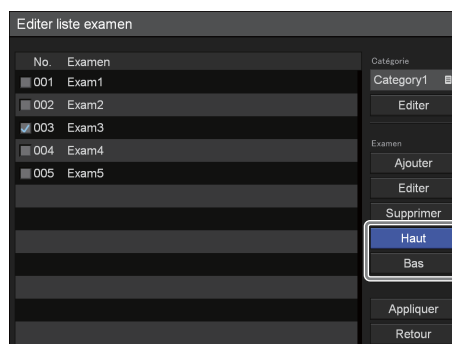 Editer liste examen
No. Examen
001 Exam1
002 Exam2
003 Exam3
004 Exam4
005 Exam5
Catégorie
Category1
Editer
Examen
Ajouter
Editer
Supprimer
Haut
Bas
Appliquer
Retour